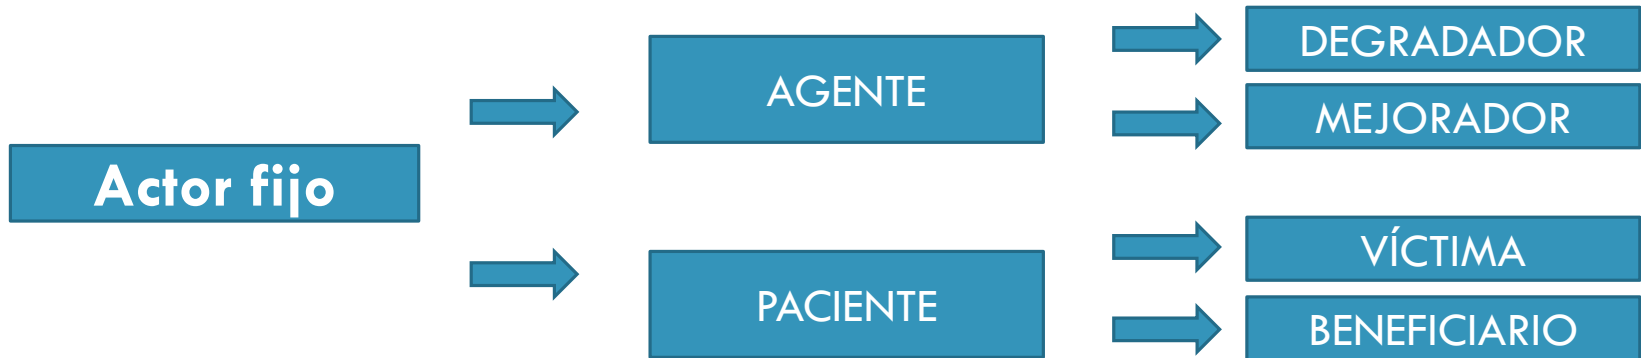 Actor fijo
AGENTE
DEGRADADOR
MEJORADOR
PACIENTE
VÍCTIMA
BENEFICIARIO